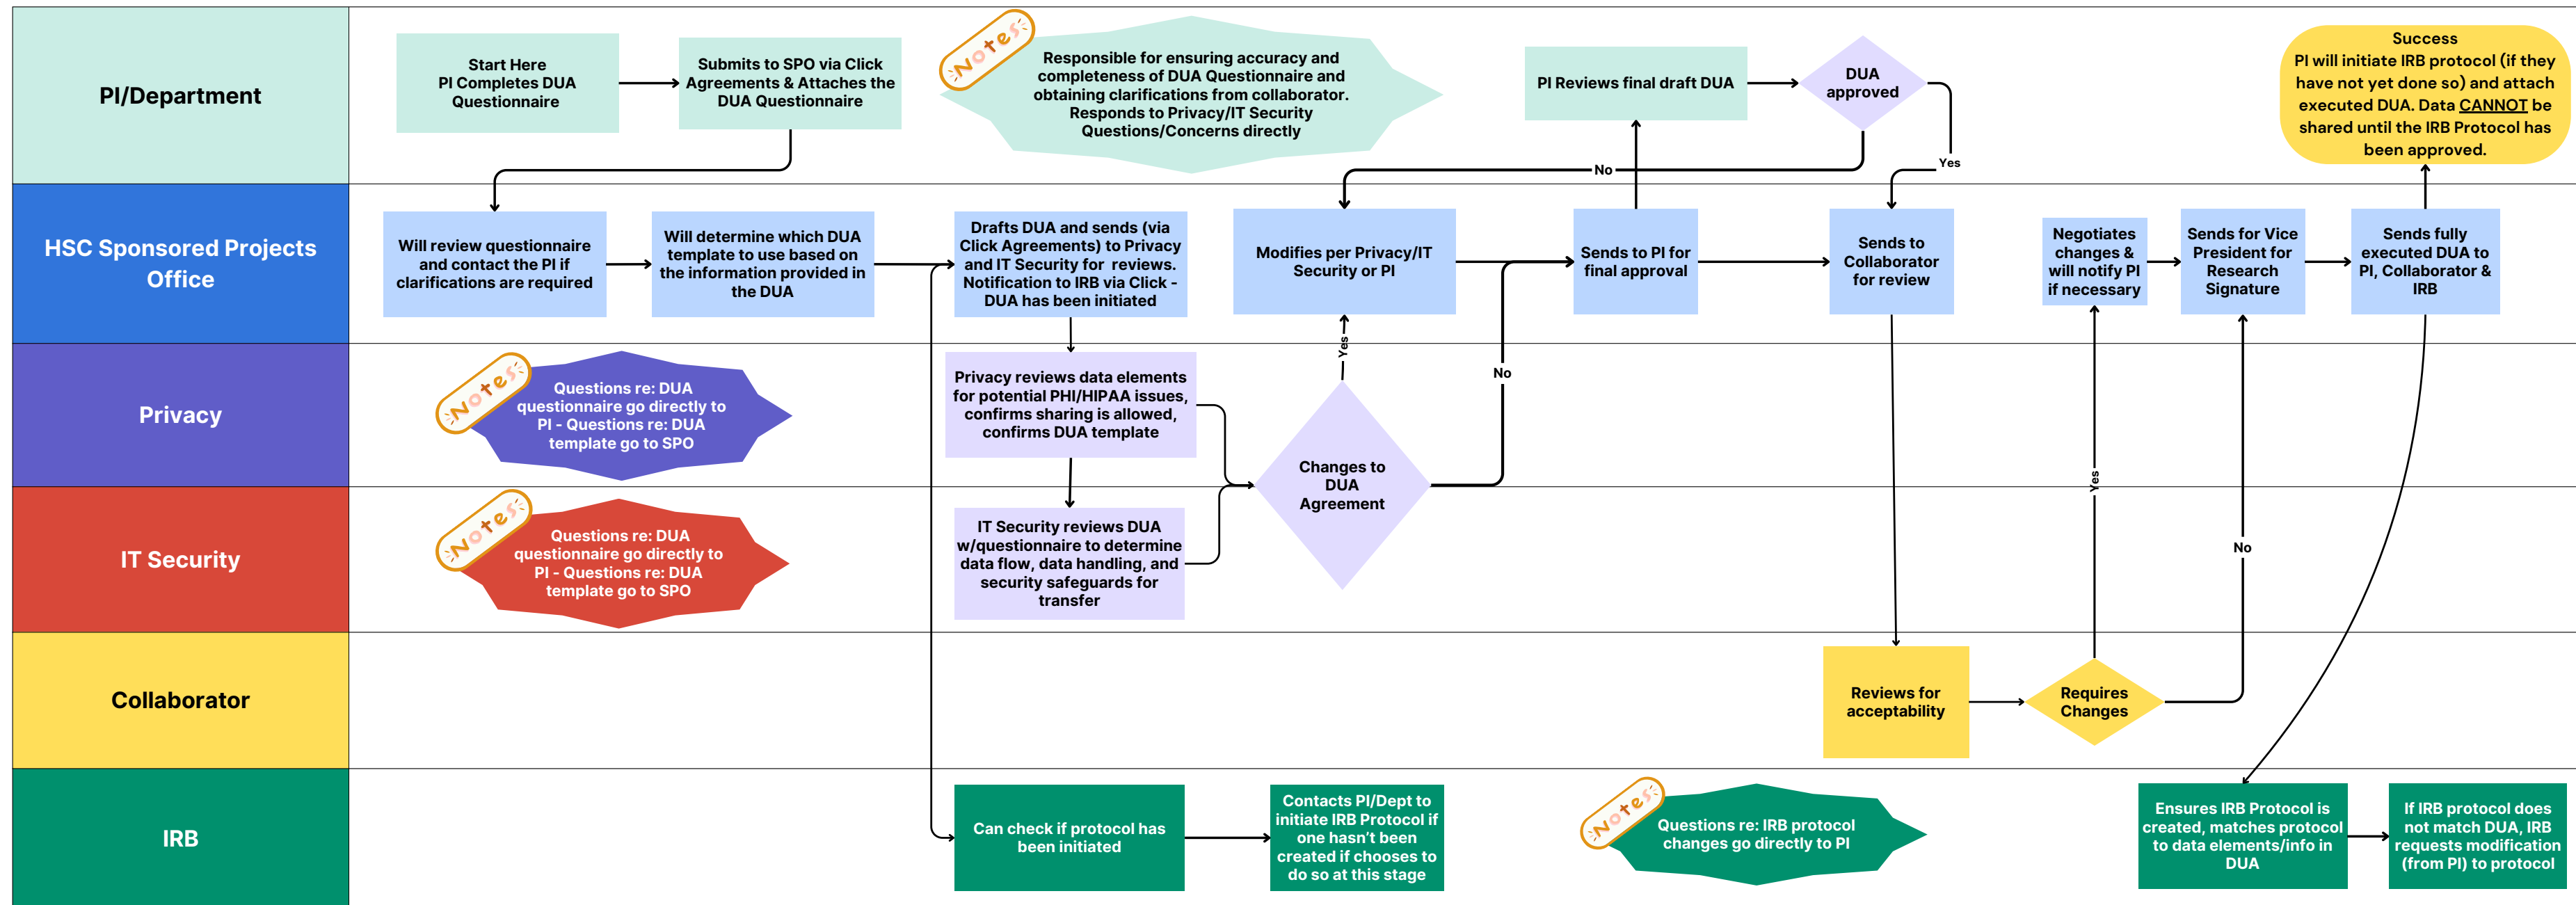 PI/Department
Start Here
PI Completes DUA
Questionnaire
Submits to SPO via Click
Agreements & Attaches the
DUA Questionnaire
Notes
Responsible for ensuring accuracy and
completeness of DUA Questionnaire and
obtaining clarifications from collaborator.
Responds to Privacy/IT Security
Questions/Concerns directly
PI Reviews final draft DUA
DUA
approved
Yes
No
Success
PI will initiate IRB protocol (if they
have not yet done so) and attach
executed DUA. Data CANNOT be
shared until the IRB Protocol has
been approved.
HSC Sponsored Projects
Office
Will review questionnaire
and contact the PI if
clarifications are required
Will determine which DUA
template to use based on
the information provided in
the DUA
Drafts DUA and sends (via
Click Agreements) to Privacy
and IT Security for reviews.
Notification to IRB via Click -
DUA has been initiated
Modifies per Privacy/IT
Security or PI
Sends to PI for
final approval
Sends to
Collaborator
for review
Negotiates
changes &
will notify PI
if necessary
Sends for Vice
President for
Research
Signature
Sends fully
executed DUA to
PI, Collaborator &
IRB
Privacy
Notes
Questions re: DUA
questionnaire go directly to
PI - Questions re: DUA
template go to SPO
Privacy reviews data elements
for potential PHI/HIPAA issues,
confirms sharing is allowed,
confirms DUA template
Yes
Changes to
DUA
Agreement
No
Yes
IT Security
Notes
Questions re: DUA
questionnaire go directly to
PI - Questions re: DUA
template go to SPO
IT Security reviews DUA
w/questionnaire to determine
data flow, data handling, and
security safeguards for
transfer
No
Collaborator
Reviews for
acceptability
Requires
Changes
IRB
Can check if protocol has
been initiated
Contacts PI/Dept to
initiate IRB Protocol if
one hasn't been
created if chooses to
do so at this stage
Notes
Questions re: IRB protocol
changes go directly to PI
Ensures IRB Protocol is
created, matches protocol
to data elements/info in
DUA
If IRB protocol does
not match DUA, IRB
requests modification
(from PI) to protocol